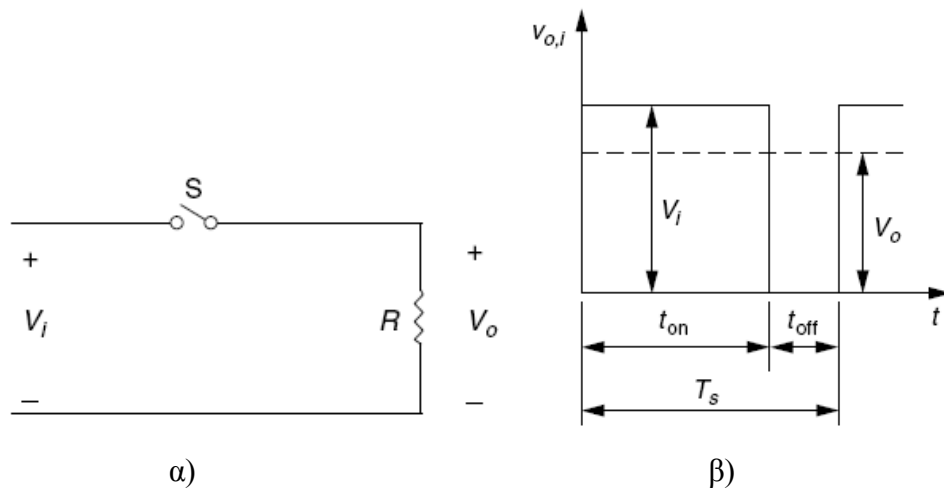 S
+
V_i
−
R
+
V_o
−
α)
v_{o,i}
V_i
V_o
t
t_on
t_off
T_s
β)